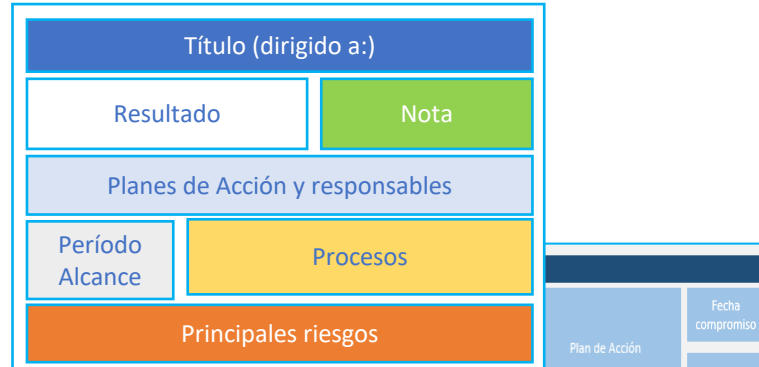 Título (dirigido a:)
Resultado
Nota
Planes de Acción y responsables
Período
Alcance
Procesos
Principales riesgos
Fecha
compromiso
Plan de Acción